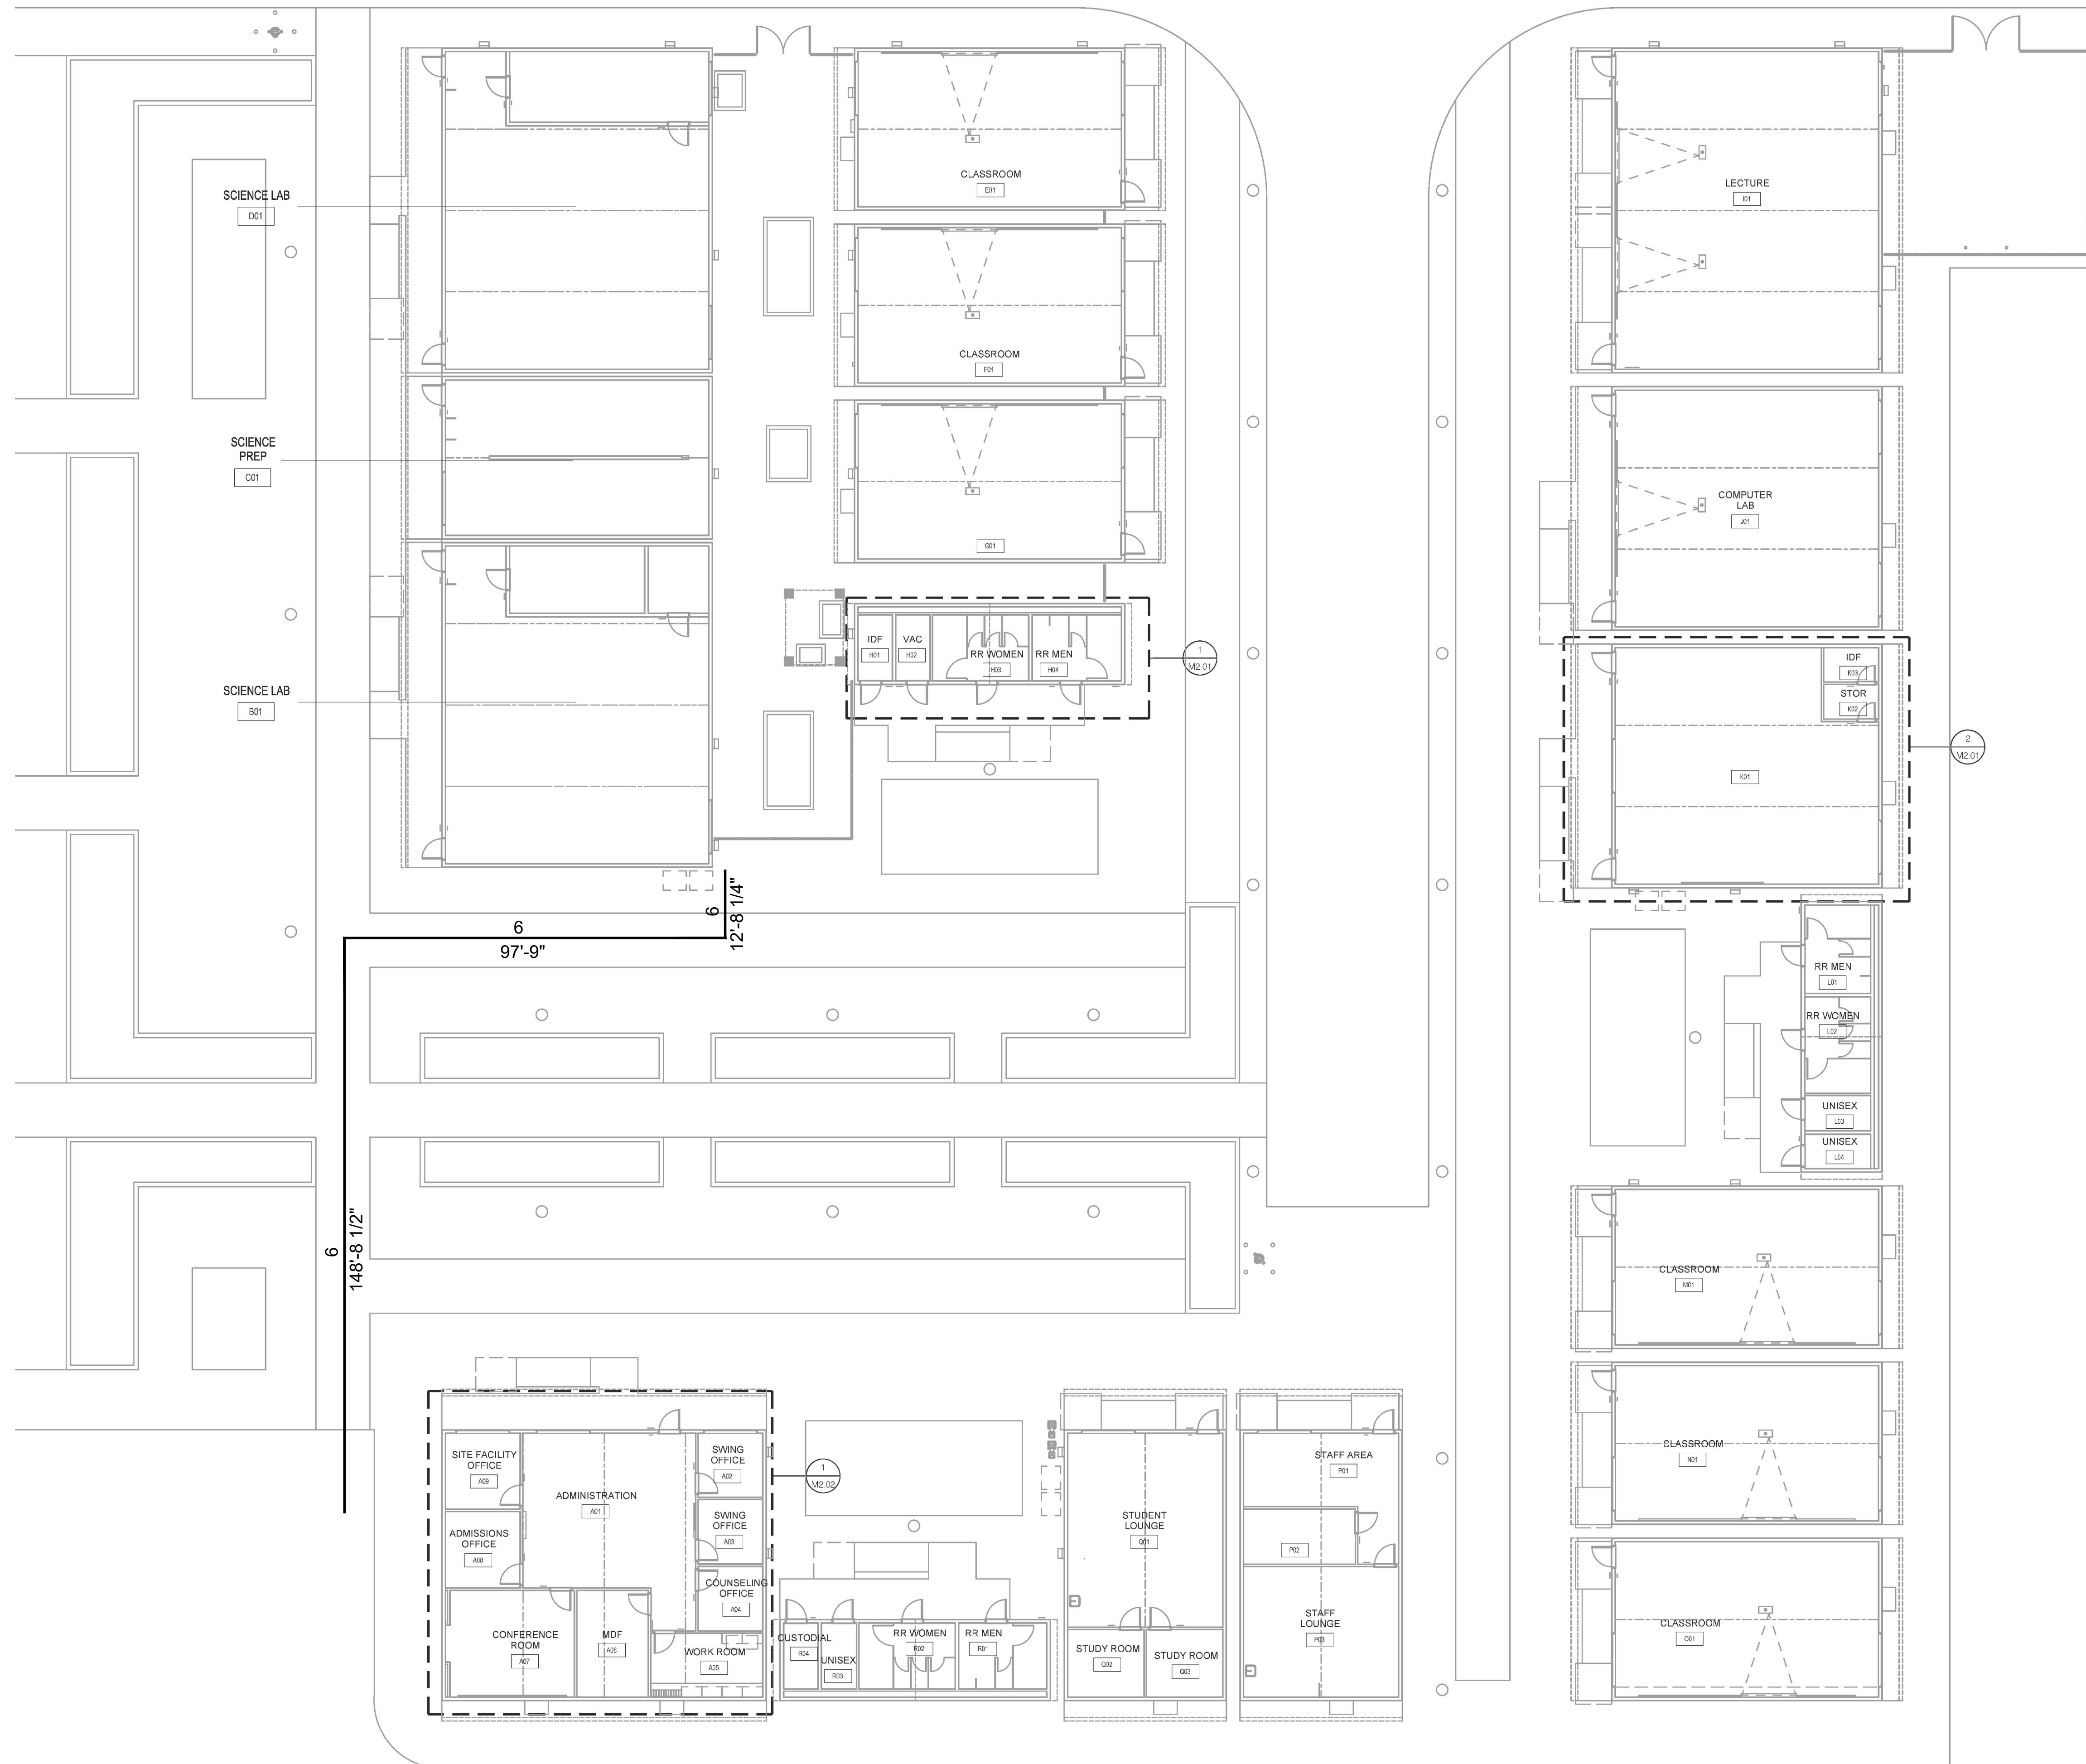 SCIENCE LAB
D01
SCIENCE
PREP
C01
SCIENCE LAB
B01
CLASSROOM
E01
CLASSROOM
F01
G01
IDF
H01
VAC
H02
RR WOMEN
H03
RR MEN
H04
1
M2.01
LECTURE
I01
COMPUTER
LAB
J01
IDF
K03
STOR
K02
K01
2
M2.01
6
12'-8 1/4"
6
97'-9"
6
148'-8 1/2"
RR MEN
L01
RR WOMEN
L02
UNISEX
L03
UNISEX
L04
CLASSROOM
M01
CLASSROOM
N01
CLASSROOM
O01
SITE FACILITY
OFFICE
A09
ADMINISTRATION
A01
SWING
OFFICE
A02
1
M2.02
SWING
OFFICE
A03
ADMISSIONS
OFFICE
A08
COUNSELING
OFFICE
A04
CONFERENCE
ROOM
A07
MDF
A06
WORK ROOM
A05
CUSTODIAL
R04
UNISEX
R03
RR WOMEN
R02
RR MEN
R01
STUDENT
LOUNGE
Q01
STUDY ROOM
Q02
STUDY ROOM
Q03
STAFF AREA
P01
P02
STAFF
LOUNGE
P03